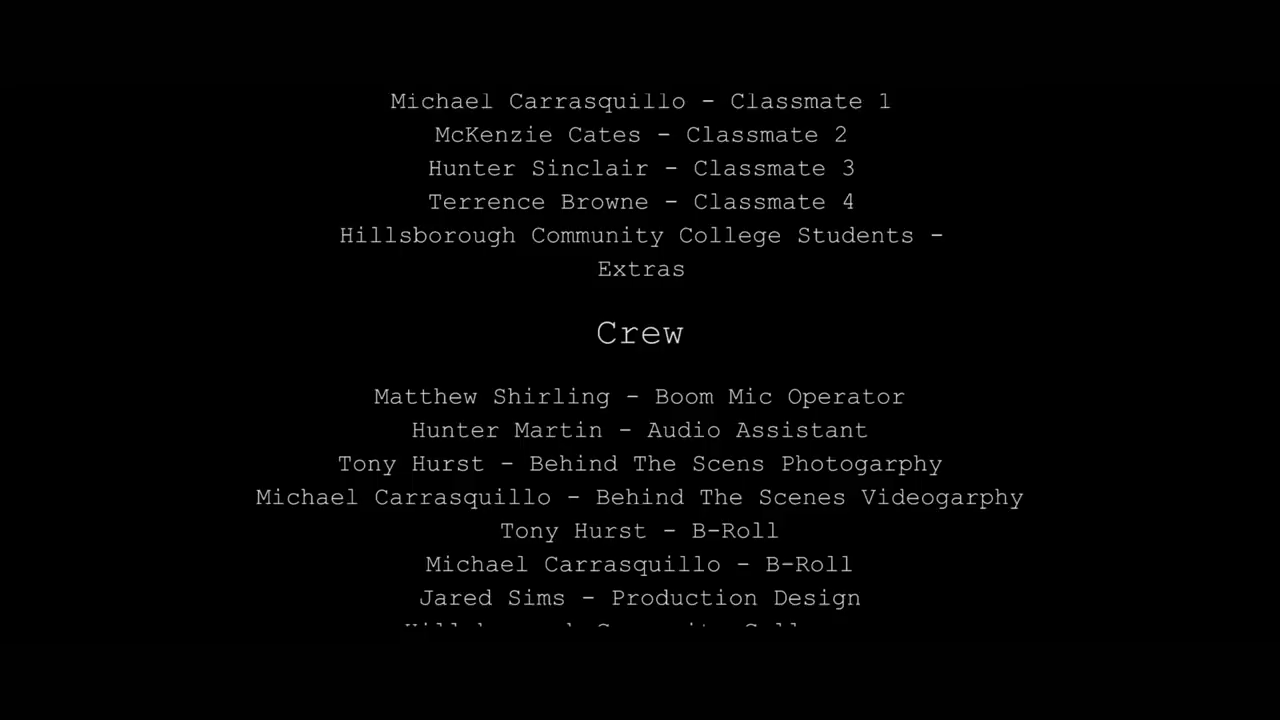 Michael Carrasquillo - Classmate 1
McKenzie Cates - Classmate 2
Hunter Sinclair - Classmate 3
Terrence Browne - Classmate 4
Hillsborough Community College Students -
Extras
Crew
Matthew Shirling - Boom Mic Operator
Hunter Martin - Audio Assistant
Tony Hurst - Behind The Scens Photogarphy
Michael Carrasquillo - Behind The Scenes Videogarphy
Tony Hurst - B-Roll
Michael Carrasquillo - B-Roll
Jared Sims - Production Design